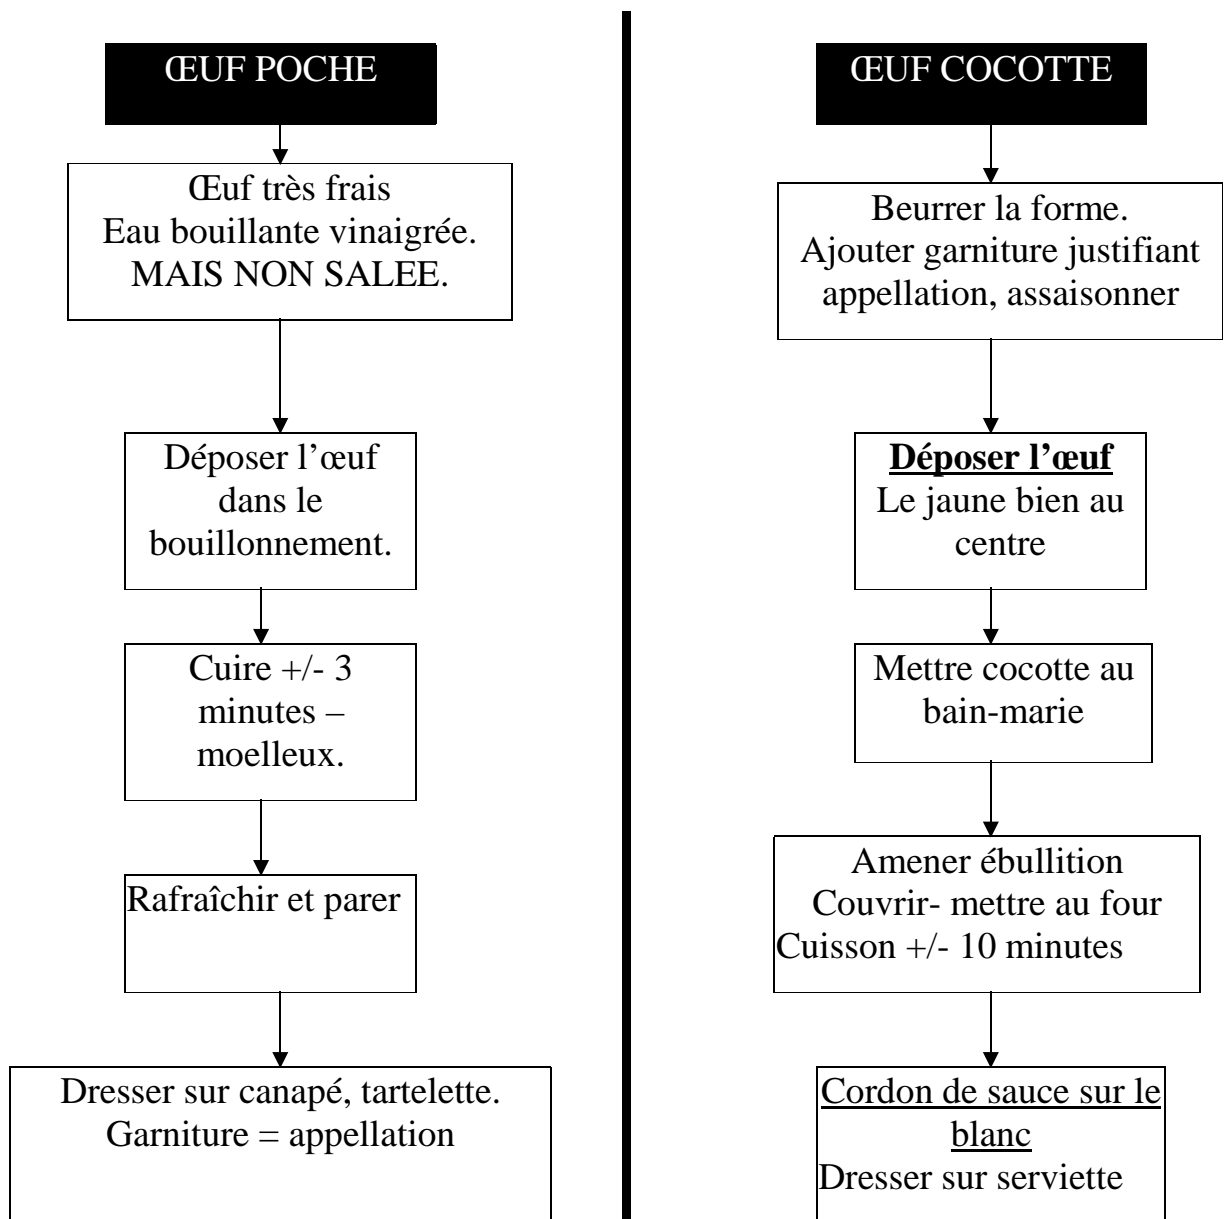 ŒUF POCHE
Œuf très frais
Eau bouillante vinaigrée.
MAIS NON SALEE.
Déposer l’œuf
dans le
bouillonnement.
Cuire +/- 3
minutes –
moelleux.
Rafraîchir et parer
Dresser sur canapé, tartelette.
Garniture = appellation
ŒUF COCOTTE
Beurrer la forme.
Ajouter garniture justifiant
appellation, assaisonner
Déposer l’œuf
Le jaune bien au
centre
Mettre cocotte au
bain-marie
Amener ébullition
Couvrir- mettre au four
Cuisson +/- 10 minutes
Cordon de sauce sur le
blanc
Dresser sur serviette